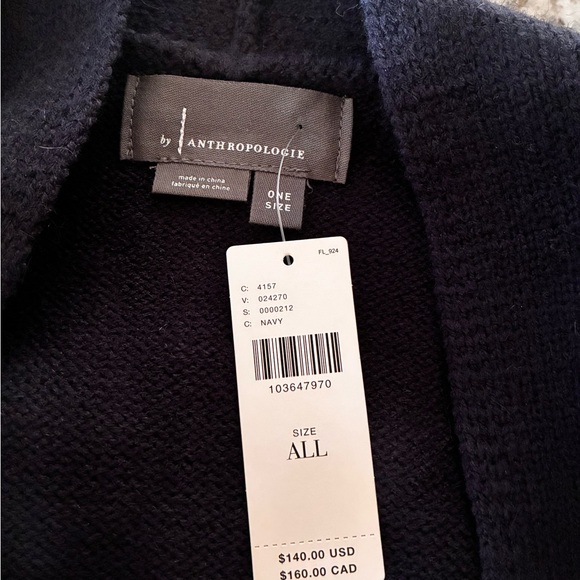 by ANTHROPOLOGIE
made in china
fabriqué en chine
ONE
SIZE
FL_924
C: 4157
V: 024270
S: 0000212
C: NAVY
103647970
SIZE
ALL
$140.00 USD
$160.00 CAD